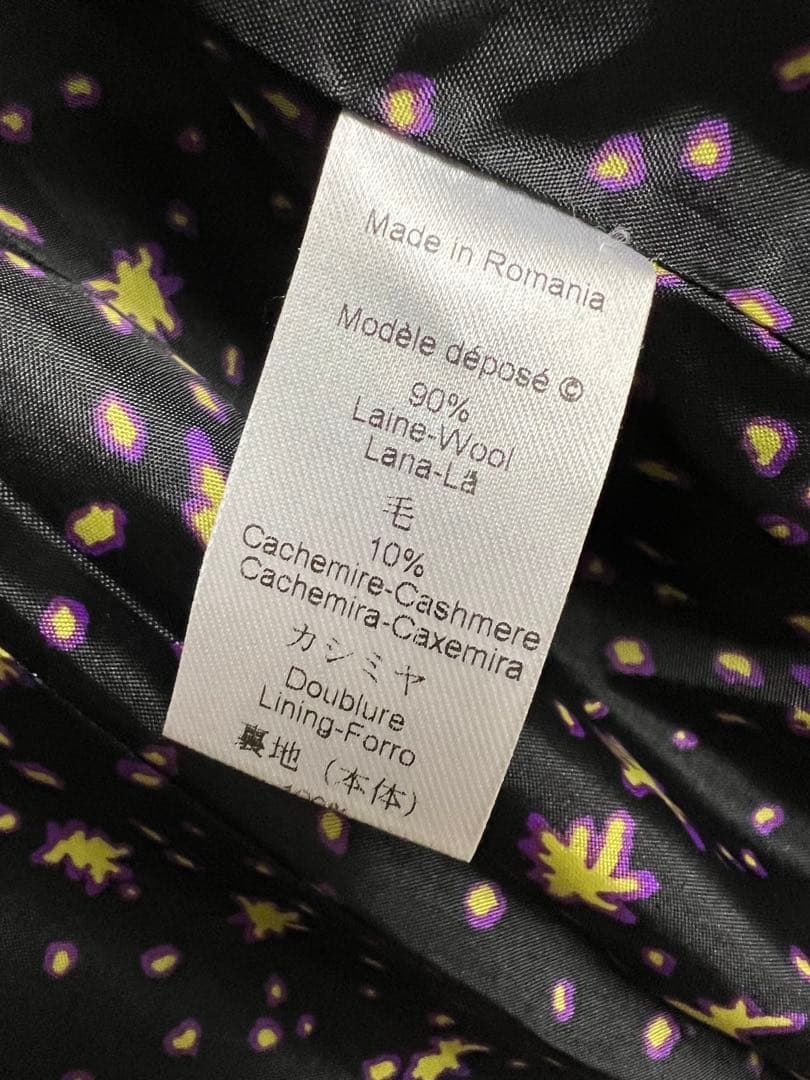 Made in Romania
Modèle déposé ©
90%
Laine-Wool
Lana-Lã
毛
10%
Cachemire-Cashmere
Cachemira-Caxemira
カシミヤ
Doublure
Lining-Forro
裏地 (本体)